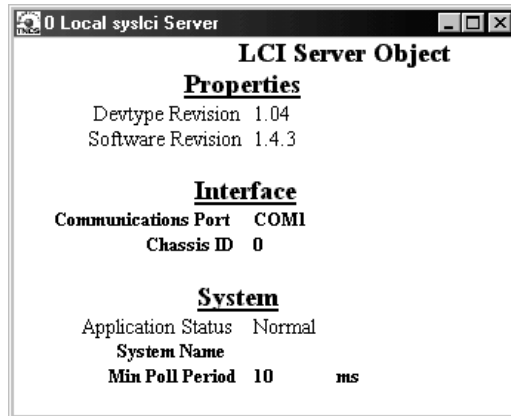 0 Local syslci Server
LCI Server Object
Properties
Devtype Revision 1.04
Software Revision 1.4.3
Interface
Communications Port COM1
Chassis ID 0
System
Application Status Normal
System Name
Min Poll Period 10 ms